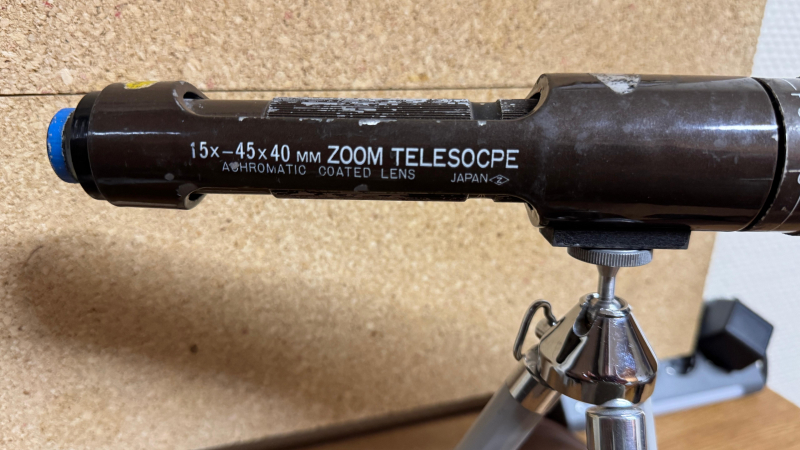 15x-45x40 MM ZOOM TELESOCPE
ACHROMATIC COATED LENS JAPAN